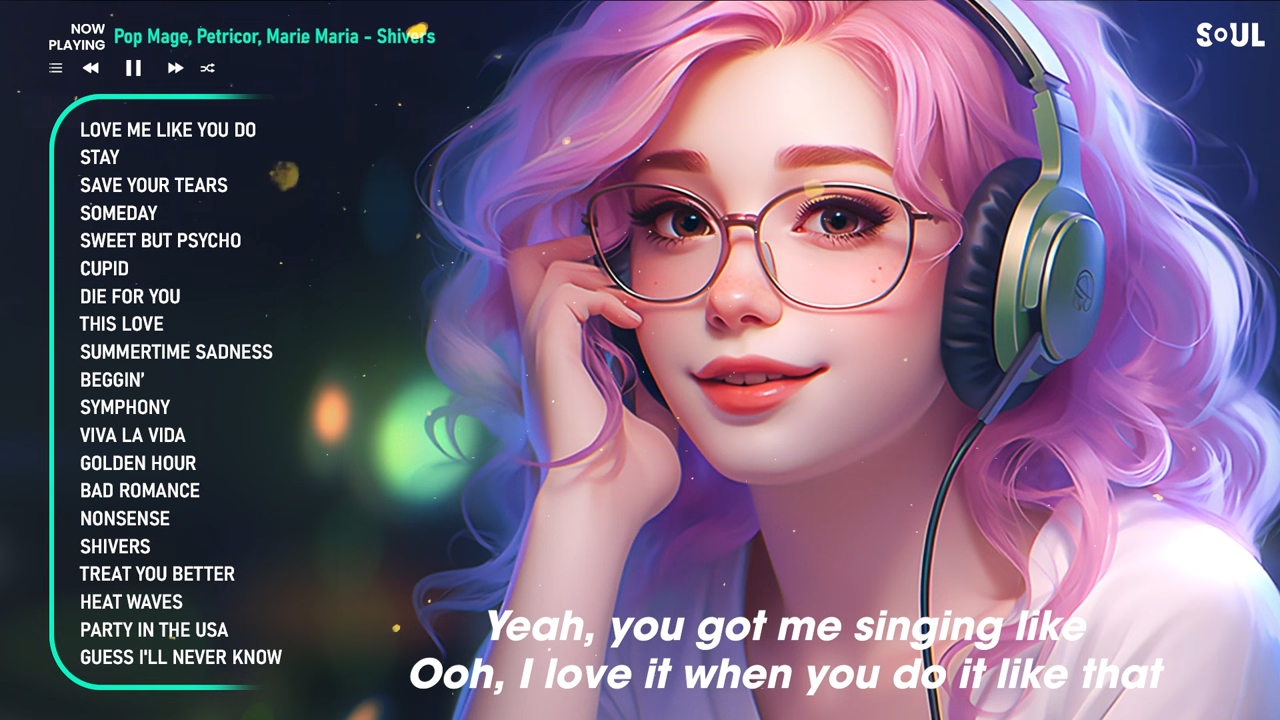 NOW
PLAYING
Pop Mage, Petricor, Marie Maria - Shivers
SOUL
LOVE ME LIKE YOU DO
STAY
SAVE YOUR TEARS
SOMEDAY
SWEET BUT PSYCHO
CUPID
DIE FOR YOU
THIS LOVE
SUMMERTIME SADNESS
BEGGIN'
SYMPHONY
VIVA LA VIDA
GOLDEN HOUR
BAD ROMANCE
NONSENSE
SHIVERS
TREAT YOU BETTER
HEAT WAVES
PARTY IN THE USA
GUESS I'LL NEVER KNOW
Yeah, you got me singing like
Ooh, I love it when you do it like that